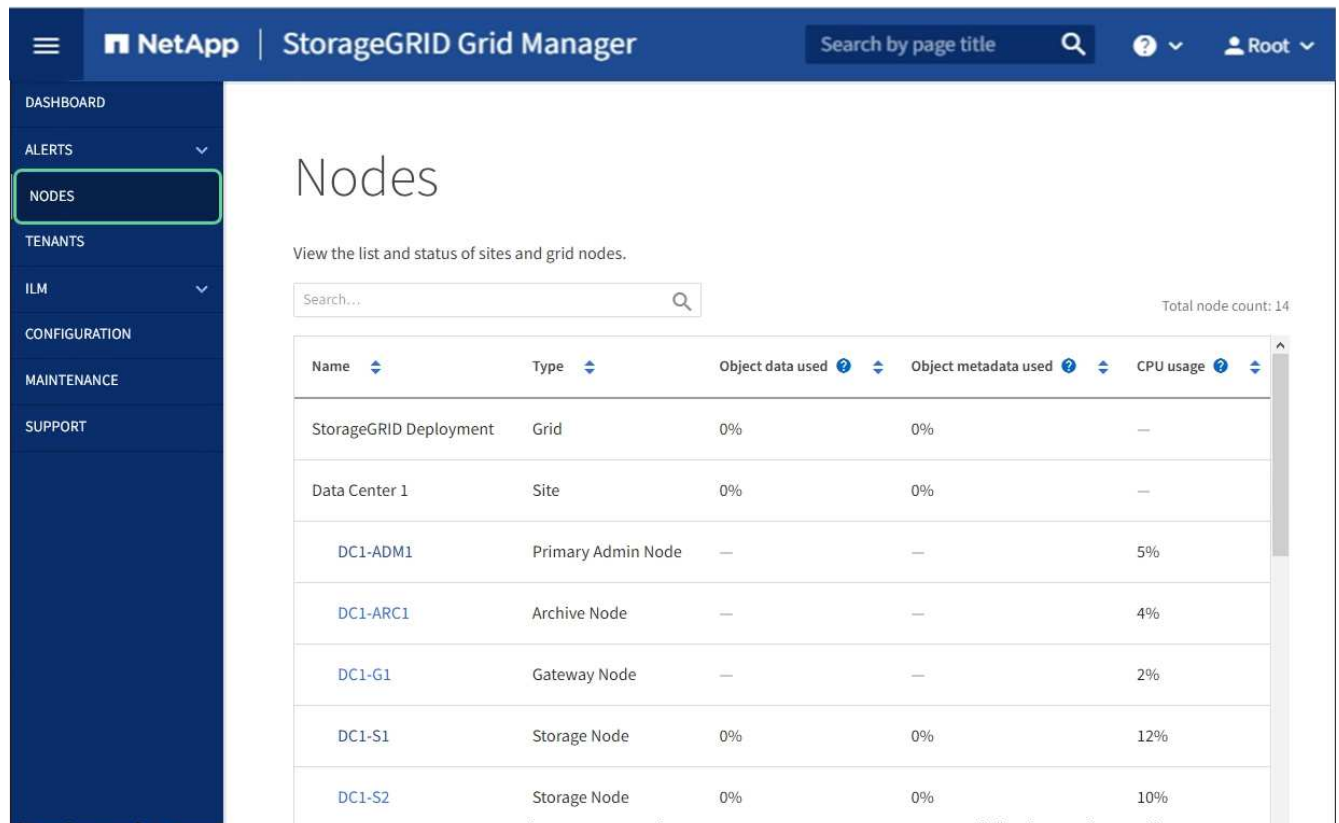 NetApp | StorageGRID Grid Manager Search by page title Root
DASHBOARD
ALERTS
NODES
TENANTS
ILM
CONFIGURATION
MAINTENANCE
SUPPORT
Nodes
View the list and status of sites and grid nodes.
Search...
Total node count: 14
Name Type Object data used Object metadata used CPU usage
StorageGRID Deployment Grid 0% 0% —
Data Center 1 Site 0% 0% —
DC1-ADM1 Primary Admin Node — — 5%
DC1-ARC1 Archive Node — — 4%
DC1-G1 Gateway Node — — 2%
DC1-S1 Storage Node 0% 0% 12%
DC1-S2 Storage Node 0% 0% 10%